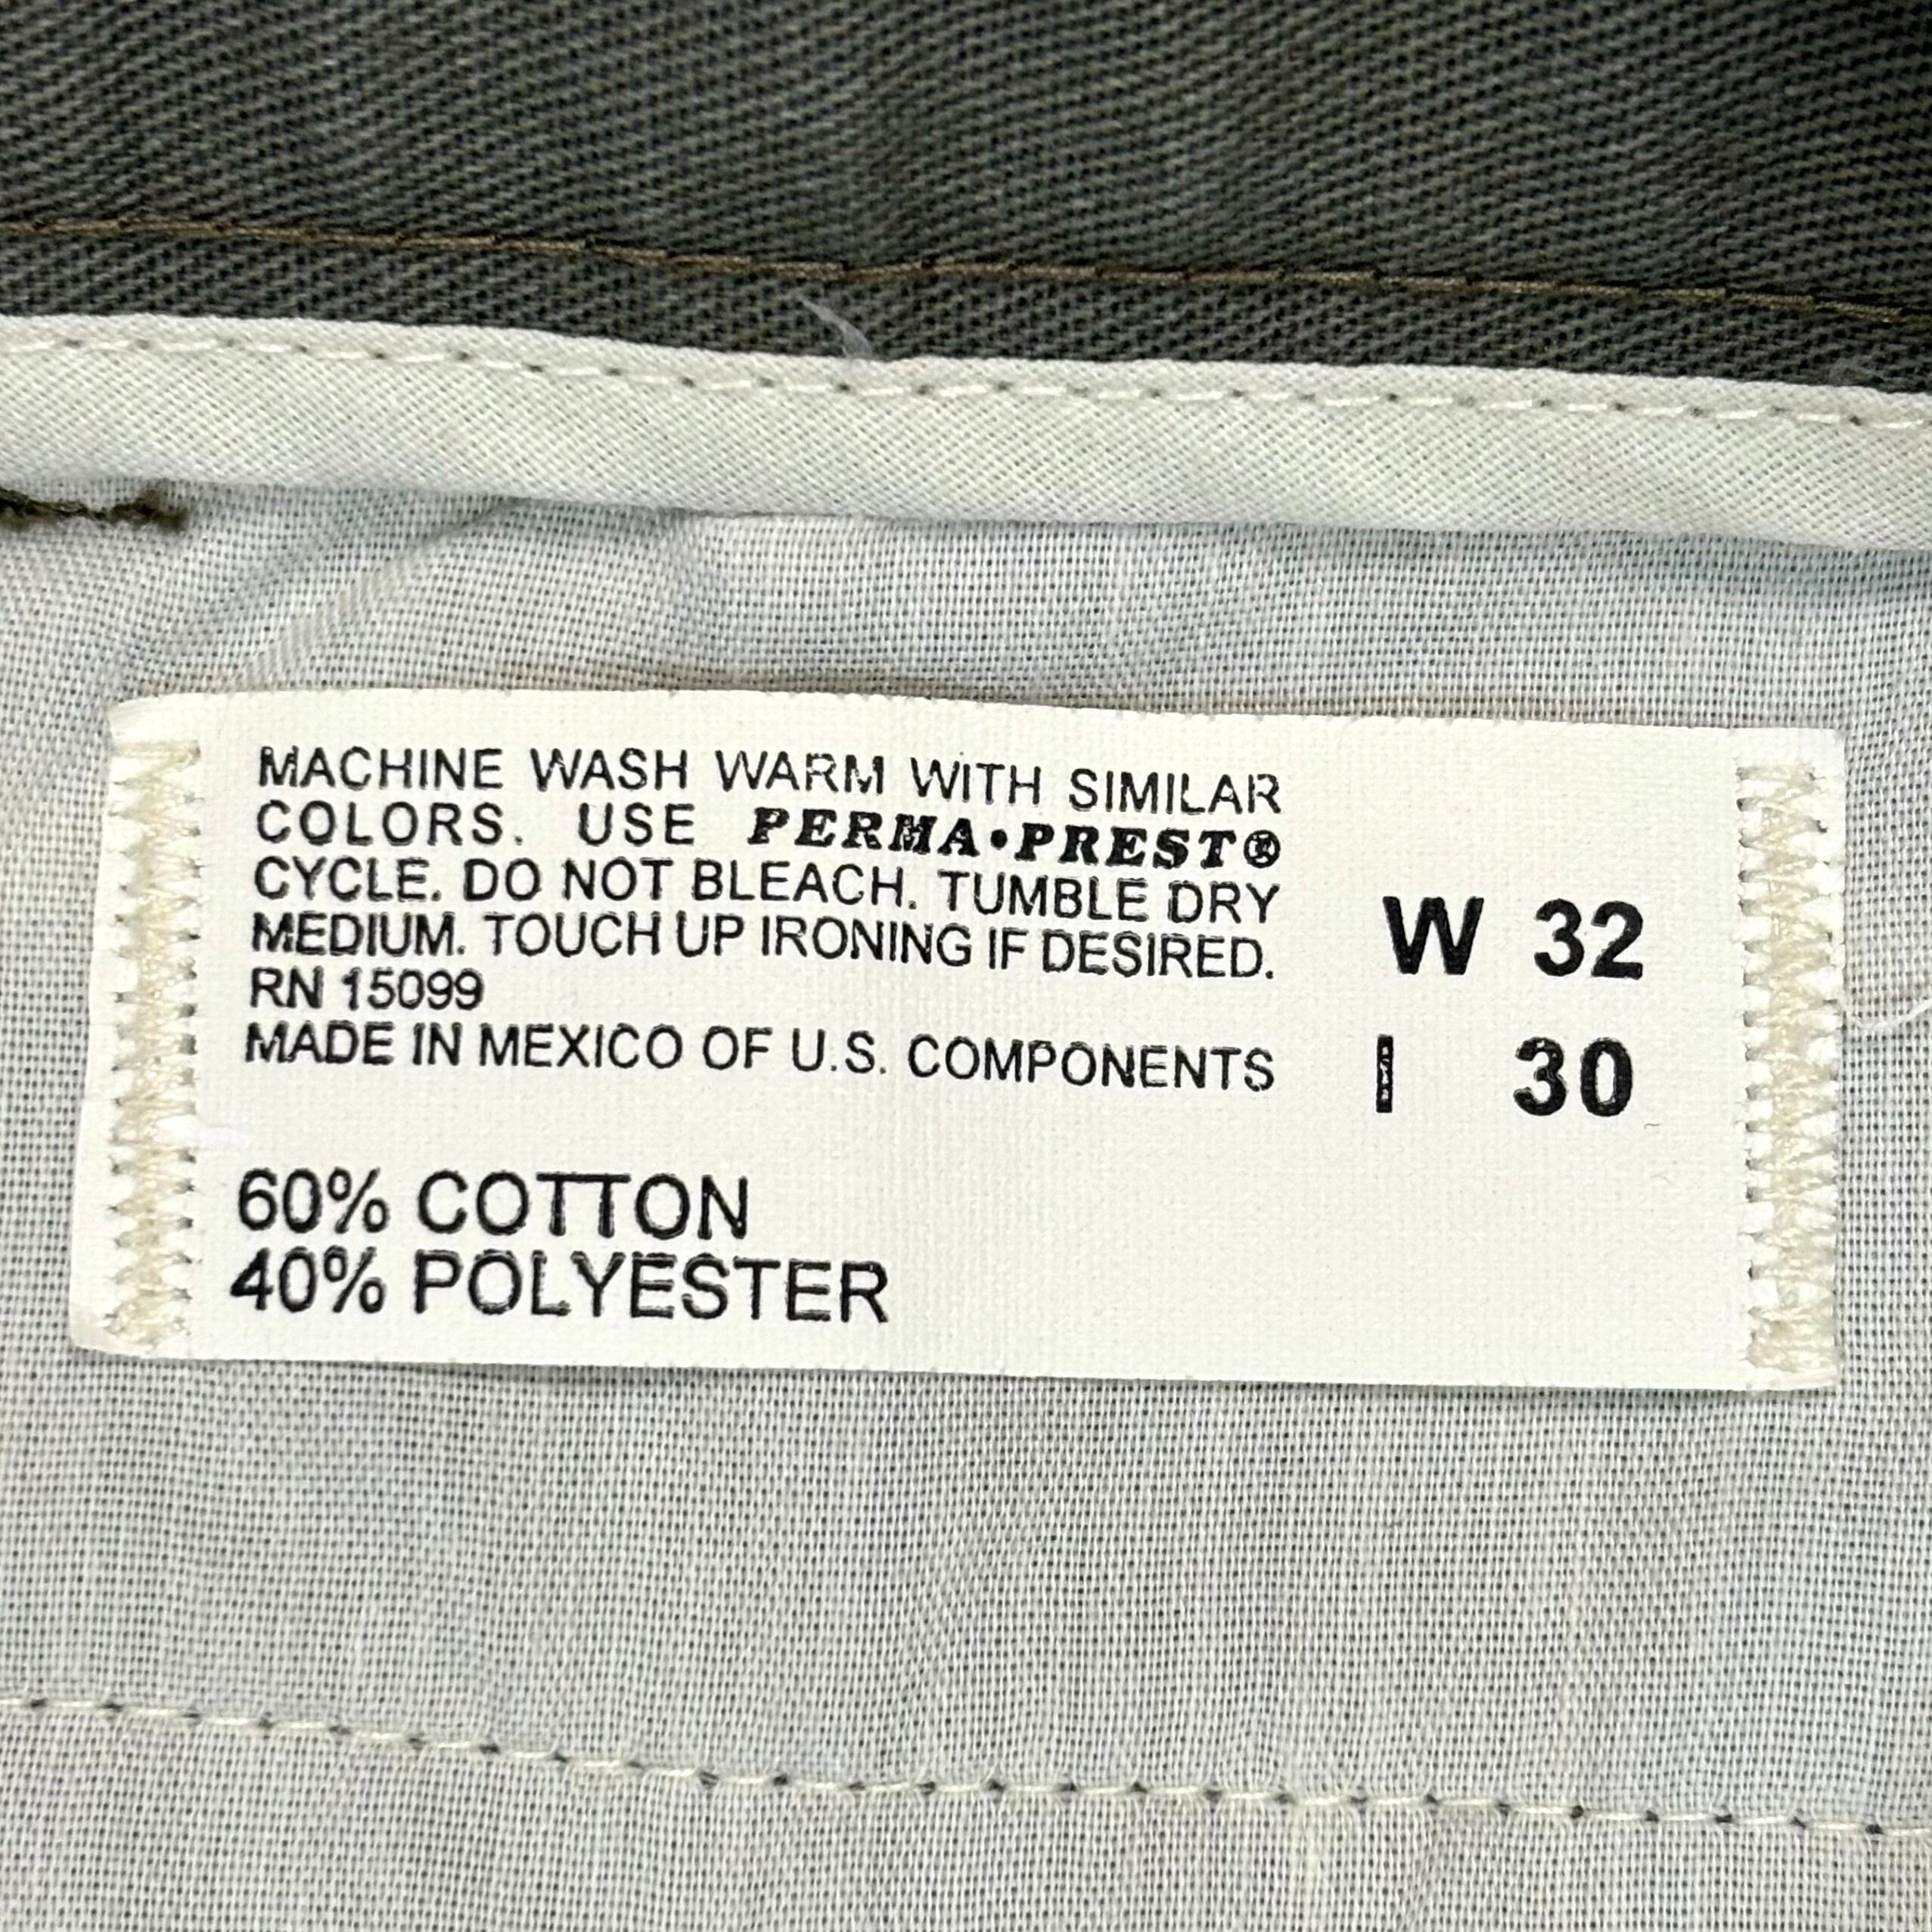 MACHINE WASH WARM WITH SIMILAR
COLORS. USE PERMA•PREST®
CYCLE. DO NOT BLEACH. TUMBLE DRY
MEDIUM. TOUCH UP IRONING IF DESIRED.
RN 15099
MADE IN MEXICO OF U.S. COMPONENTS
W 32
I 30
60% COTTON
40% POLYESTER